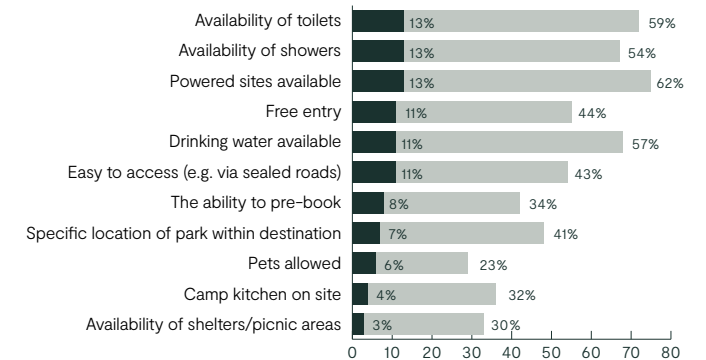 Availability of toilets 13% 59%
Availability of showers 13% 54%
Powered sites available 13% 62%
Free entry 11% 44%
Drinking water available 11% 57%
Easy to access (e.g. via sealed roads) 11% 43%
The ability to pre-book 8% 34%
Specific location of park within destination 7% 41%
Pets allowed 6% 23%
Camp kitchen on site 4% 32%
Availability of shelters/picnic areas 3% 30%
0 10 20 30 40 50 60 70 80